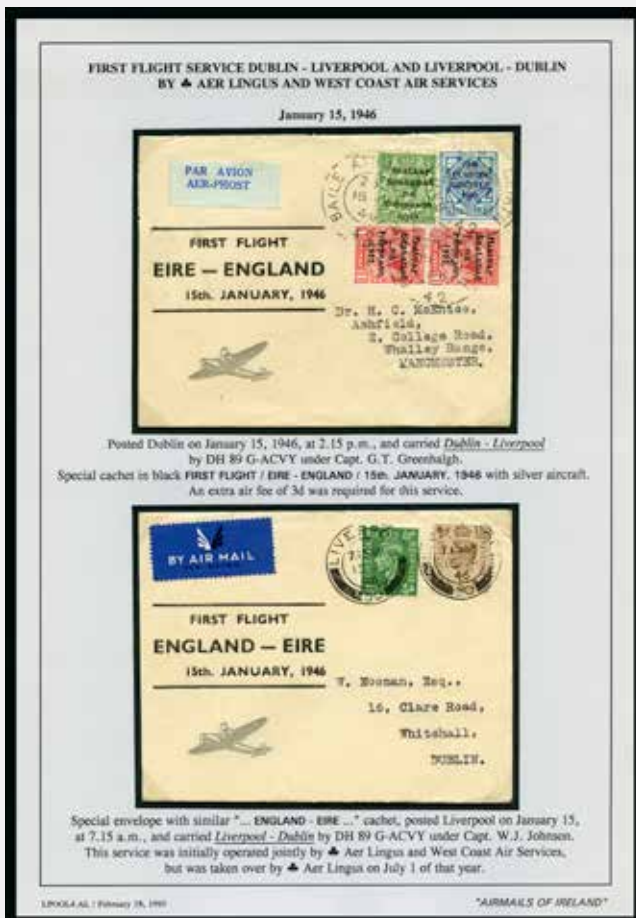 FIRST FLIGHT SERVICE DUBLIN - LIVERPOOL AND LIVERPOOL - DUBLIN
BY ♣ AER LINGUS AND WEST COAST AIR SERVICES
January 15, 1946
PAR AVION
AER-PHOST
BAILE
FIRST FLIGHT
EIRE — ENGLAND
15th. JANUARY, 1946
Dr. H. C. McEntee.
Ashfield,
2. Collage Road.
Whalley Range.
MANCHESTER.
Posted Dublin on January 15, 1946, at 2.15 p.m., and carried Dublin - Liverpool
by DH 89 G-ACVY under Capt. G.T. Greenhalgh.
Special cachet in black FIRST FLIGHT / EIRE - ENGLAND / 15th. JANUARY, 1946 with silver aircraft.
An extra air fee of 3d was required for this service.
BY AIR MAIL
FIRST FLIGHT
ENGLAND — EIRE
15th. JANUARY, 1946
W. Noonan, Esq..
16, Clare Road,
Whitehall.
DUBLIN.
Special envelope with similar "... ENGLAND - EIRE ..." cachet, posted Liverpool on January 15,
at 7.15 a.m., and carried Liverpool - Dublin by DH 89 G-ACVY under Capt. W.J. Johnson.
This service was initially operated jointly by ♣ Aer Lingus and West Coast Air Services,
but was taken over by ♣ Aer Lingus on July 1 of that year.
"AIRMAILS OF IRELAND"